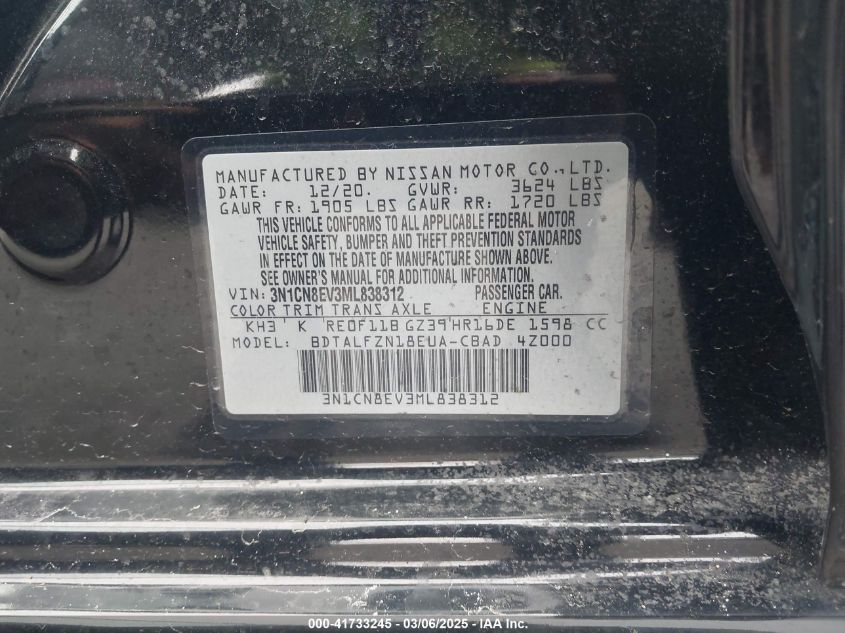 MANUFACTURED BY NISSAN MOTOR CO., LTD.
DATE: 12/20. GVWR: 3624 LBS
GAWR FR: 1905 LBS GAWR RR: 1720 LBS
THIS VEHICLE CONFORMS TO ALL APPLICABLE FEDERAL MOTOR
VEHICLE SAFETY, BUMPER AND THEFT PREVENTION STANDARDS
IN EFFECT ON THE DATE OF MANUFACTURE SHOWN ABOVE.
SEE OWNER'S MANUAL FOR ADDITIONAL INFORMATION.
VIN: 3N1CN8EV3ML838312 PASSENGER CAR.
COLOR TRIM TRANS AXLE ENGINE
KH3 K RE0F11B GZ39 HR16DE 1598 CC
MODEL: BDTALFZN18EUA-CBAD 4Z000
3N1CN8EV3ML838312
000-41733245 - 03/06/2025 - IAA Inc.